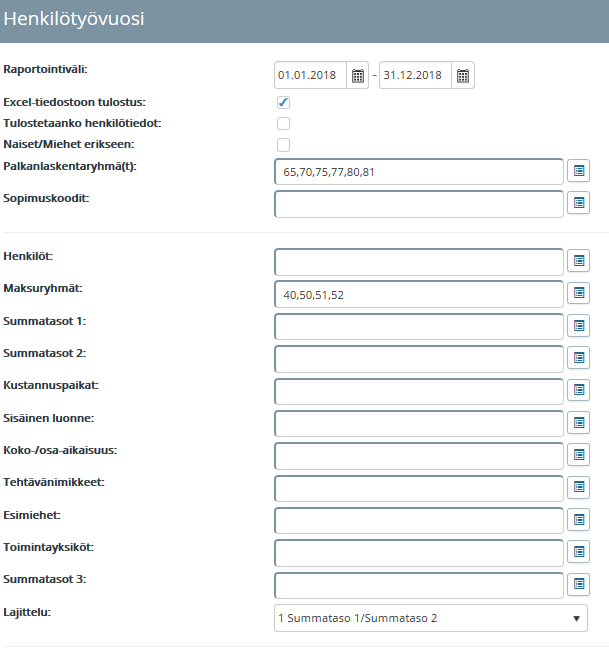 Henkilötyövuosi
Raportointiväli: 01.01.2018 - 31.12.2018
Excel-tiedostoon tulostus:
Tulostetaanko henkilötiedot:
Naiset/Miehet erikseen:
Palkanlaskentaryhmä(t): 65,70,75,77,80,81
Sopimuskoodit:
Henkilöt:
Maksuryhmät: 40,50,51,52
Summatasot 1:
Summatasot 2:
Kustannuspaikat:
Sisäinen luonne:
Koko-/osa-aikaisuus:
Tehtävänimikkeet:
Esimiehet:
Toimintayksiköt:
Summatasot 3:
Lajittelu: 1 Summataso 1/Summataso 2